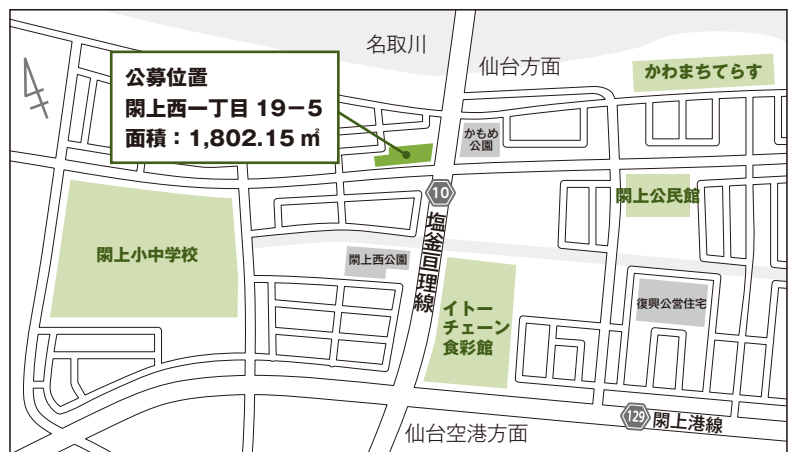 名取川
仙台方面
かわまちてらす
公募位置
閖上西一丁目 19−5
面積：1,802.15 ㎡
かもめ
公園
10
塩釜亘理線
閖上公民館
閖上小中学校
閖上西公園
イトー
チェーン
食彩館
復興公営住宅
129
閖上港線
仙台空港方面